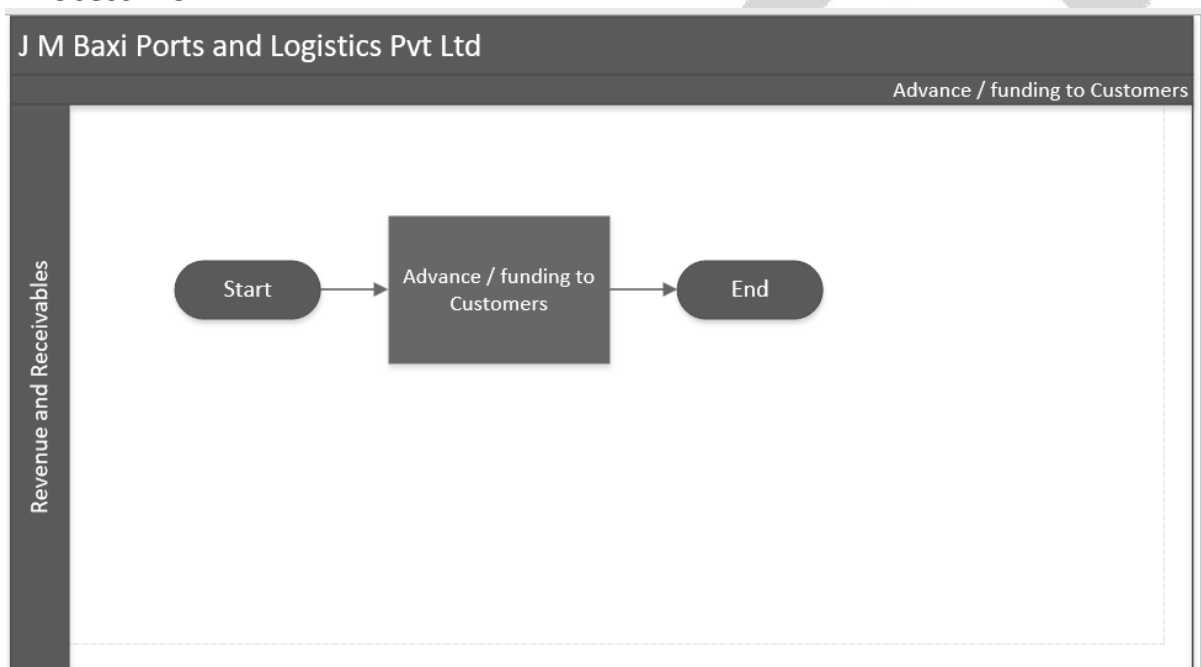 J M Baxi Ports and Logistics Pvt Ltd
Advance / funding to Customers
Revenue and Receivables
Start
Advance / funding to
Customers
End